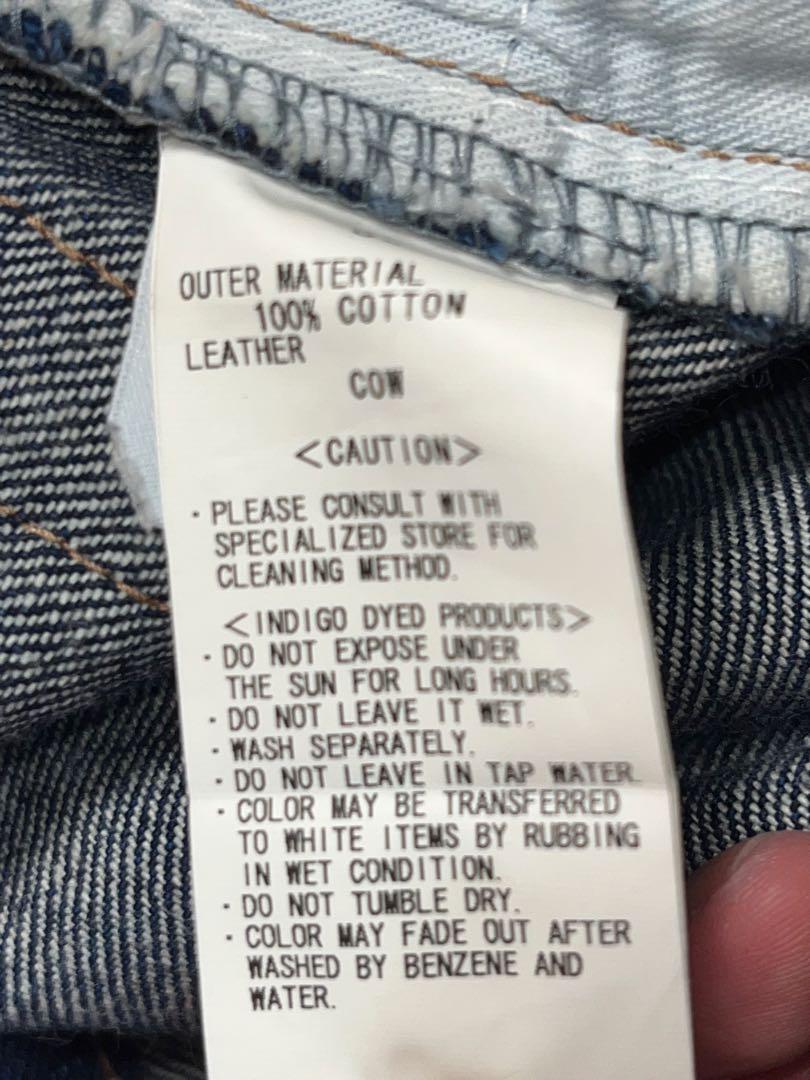 OUTER MATERIAL
100% COTTON
LEATHER
COW
<CAUTION>
・PLEASE CONSULT WITH
SPECIALIZED STORE FOR
CLEANING METHOD.
<INDIGO DYED PRODUCTS>
・DO NOT EXPOSE UNDER
THE SUN FOR LONG HOURS.
・DO NOT LEAVE IT WET.
・WASH SEPARATELY.
・DO NOT LEAVE IN TAP WATER.
・COLOR MAY BE TRANSFERRED
TO WHITE ITEMS BY RUBBING
IN WET CONDITION.
・DO NOT TUMBLE DRY.
・COLOR MAY FADE OUT AFTER
WASHED BY BENZENE AND
WATER.